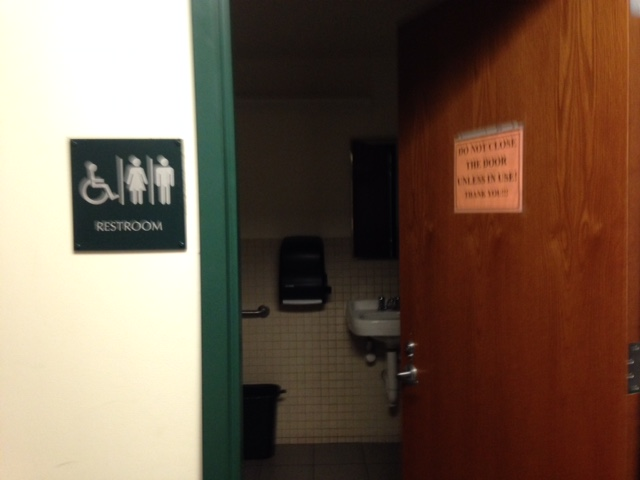 RESTROOM
DO NOT CLOSE
THE DOOR
UNLESS IN USE!
THANK YOU!!!